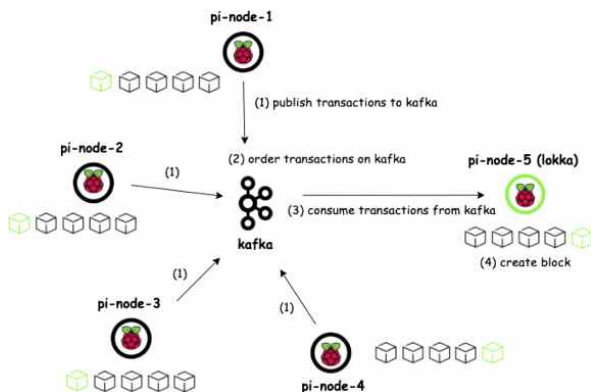 pi-node-1
(1) publish transactions to kafka
pi-node-2
(1)
(2) order transactions on kafka
pi-node-5 (lokka)
kafka
(3) consume transactions from kafka
(4) create block
(1)
pi-node-3
(1)
pi-node-4